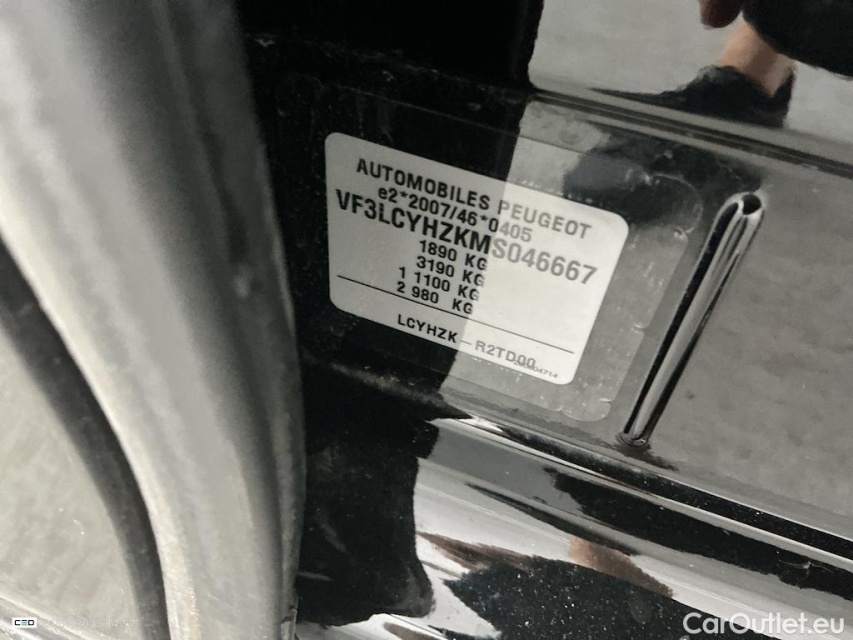 AUTOMOBILES PEUGEOT
e2*2007/46*0405
VF3LCYHZKMS046667
1890 KG
3190 KG
1 1100 KG
2 980 KG
LCYHZK-R2TD00
CarOutlet.eu